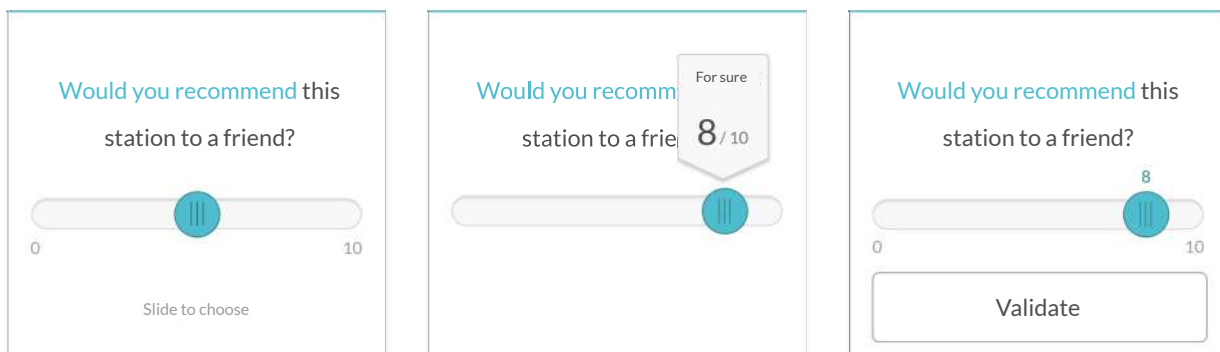 Would you recommend this
station to a friend?
0
10
Slide to choose
For sure
8 / 10
Would you recomm
station to a frie
Would you recommend this
station to a friend?
8
0
10
Validate